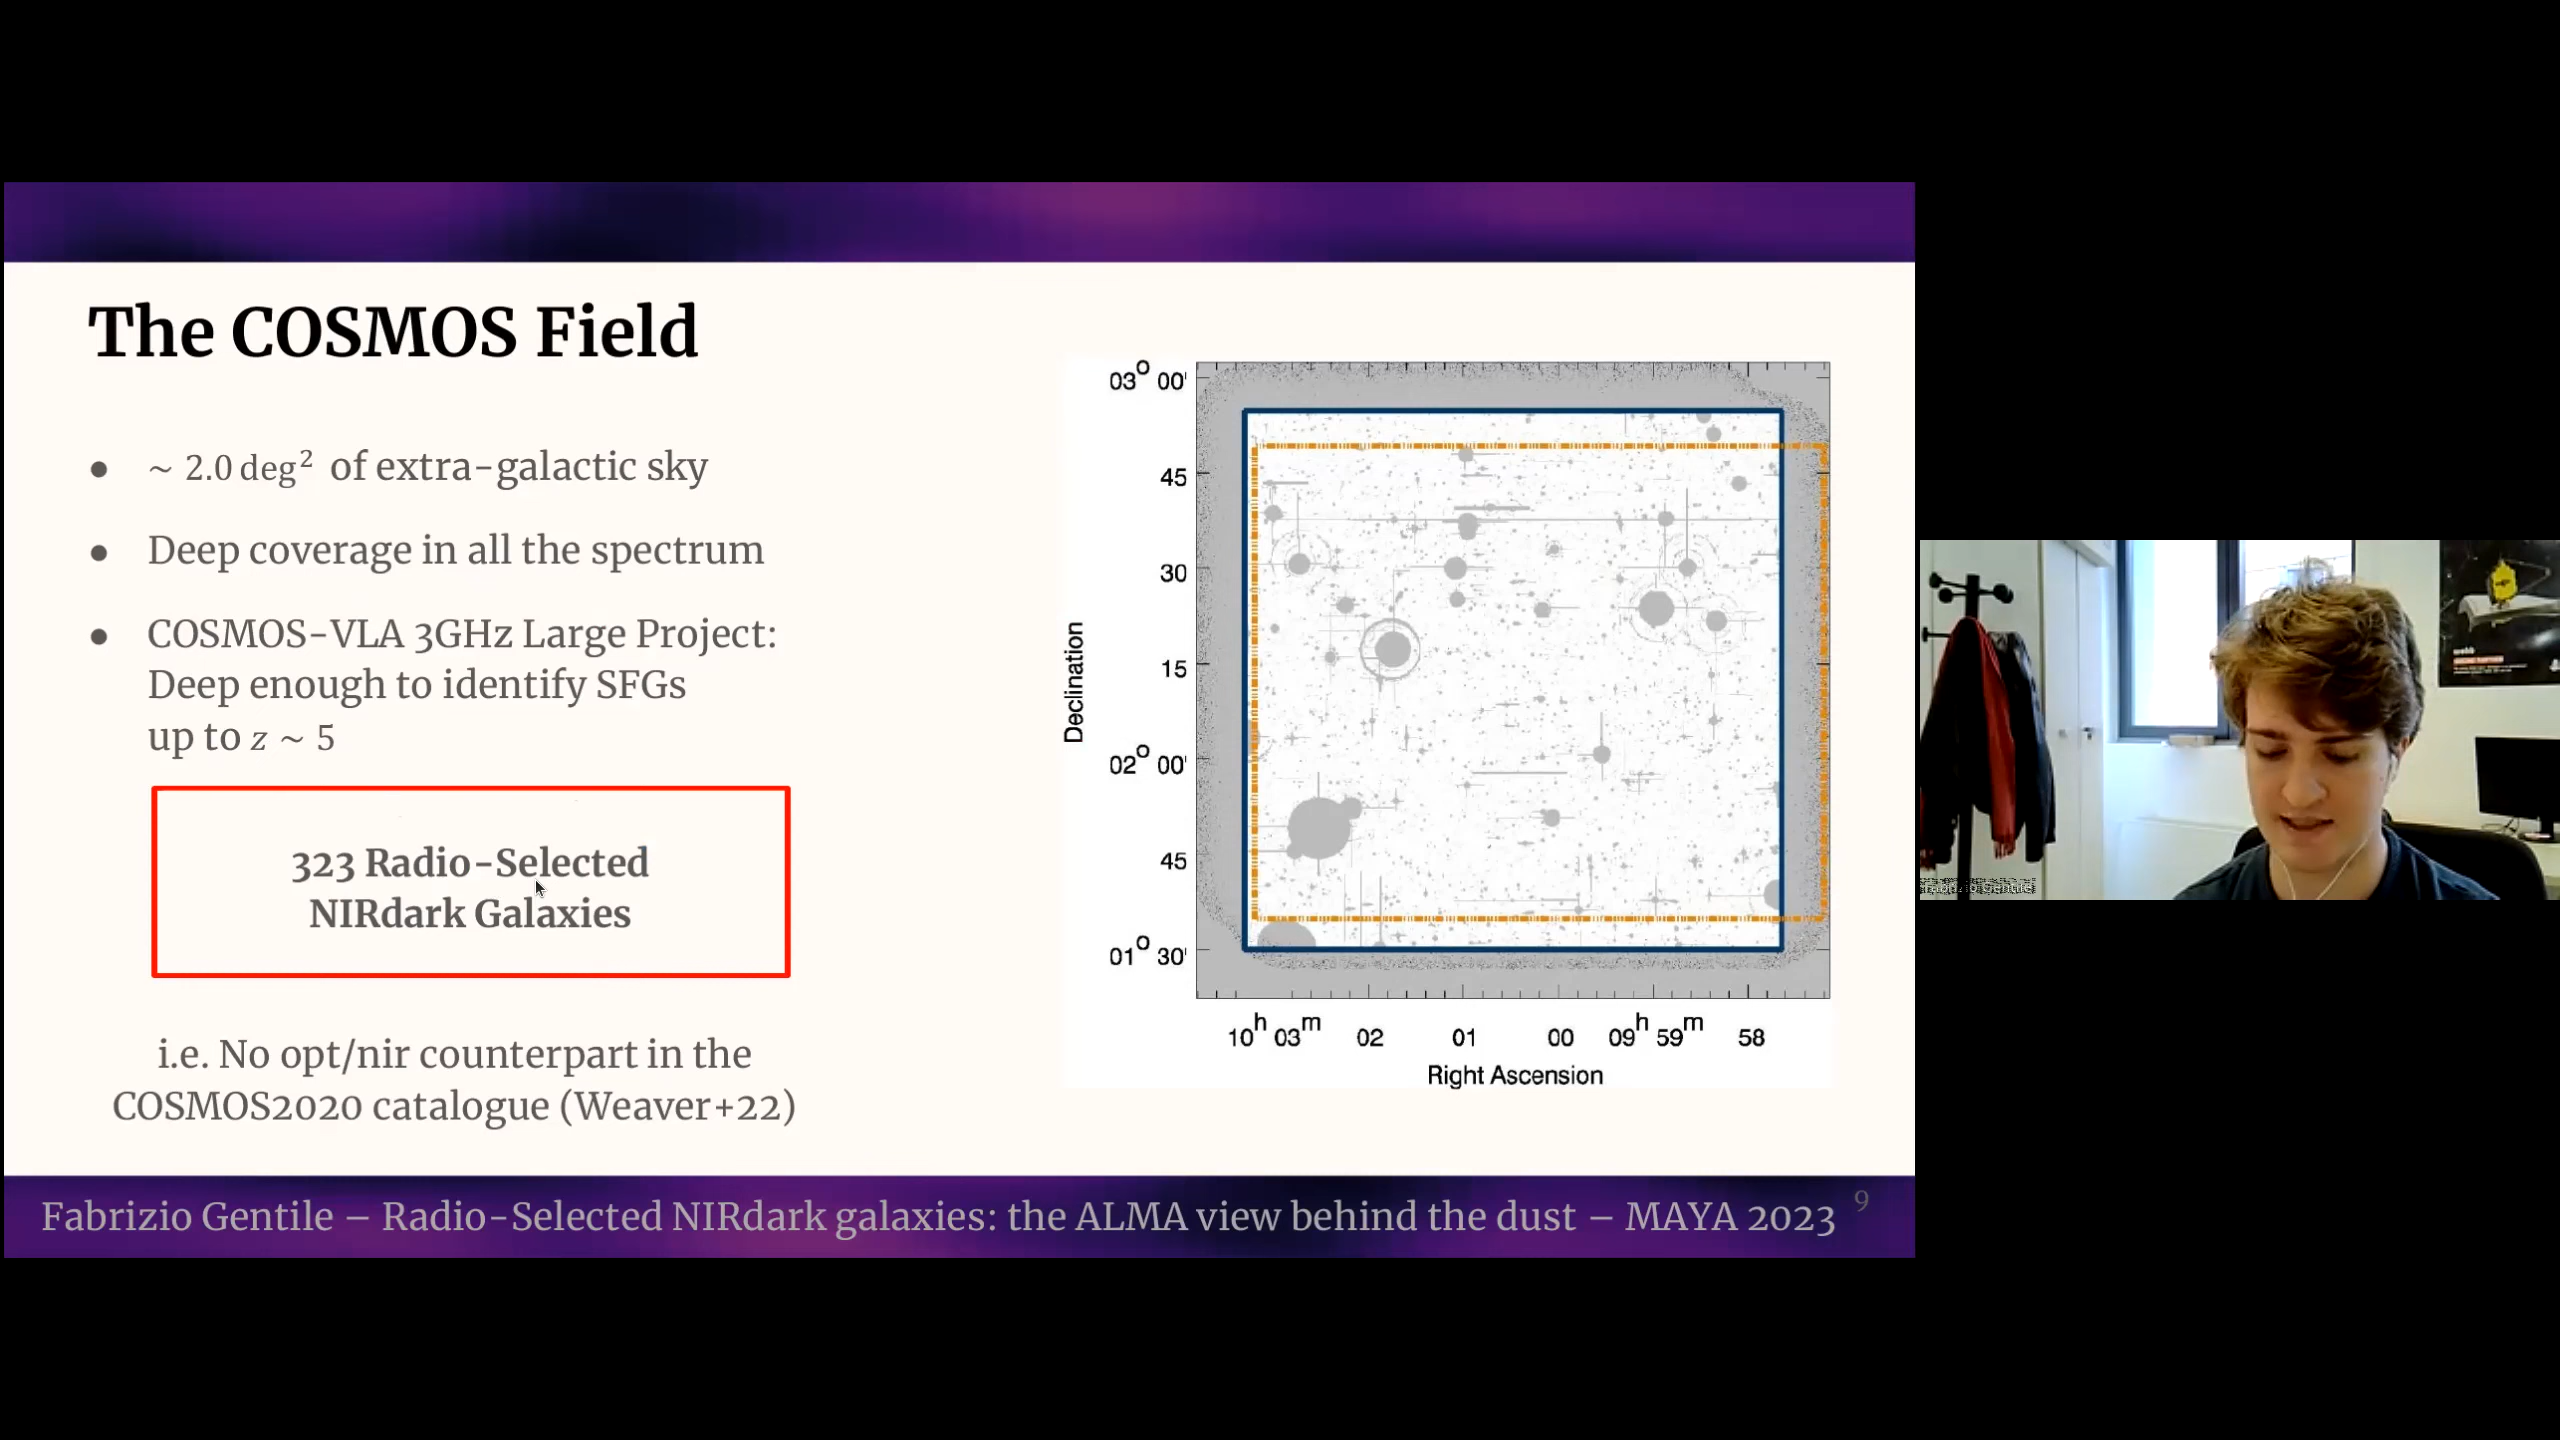 The COSMOS Field
● ~ 2.0 deg² of extra-galactic sky
● Deep coverage in all the spectrum
● COSMOS-VLA 3GHz Large Project:
Deep enough to identify SFGs
up to z ~ 5
323 Radio-Selected
NIRdark Galaxies
i.e. No opt/nir counterpart in the
COSMOS2020 catalogue (Weaver+22)
Declination
03° 00'
45
30
15
02° 00'
45
01° 30'
10ʰ 03ᵐ 02 01 00 09ʰ 59ᵐ 58
Right Ascension
Fabrizio Gentile – Radio-Selected NIRdark galaxies: the ALMA view behind the dust – MAYA 2023 9
Fabrizio Gentile
webb